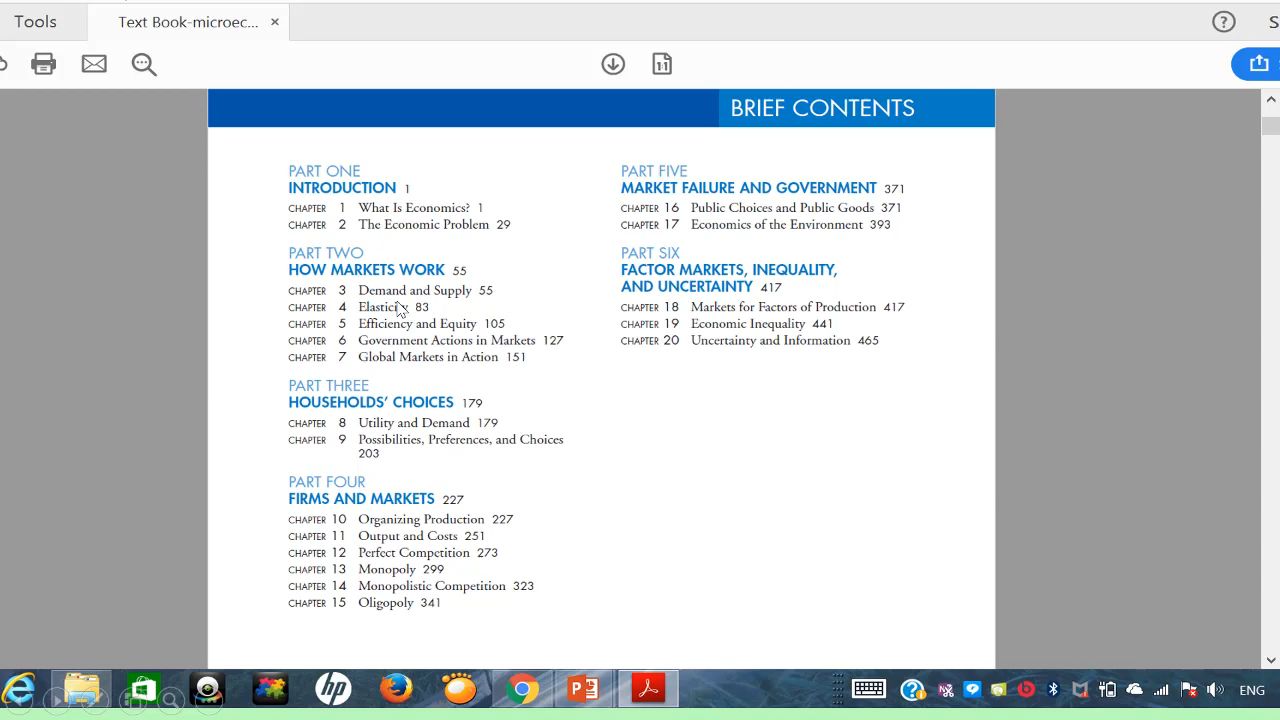 Tools
Text Book-microec... ×
?
S
BRIEF CONTENTS
PART ONE
INTRODUCTION 1
CHAPTER 1 What Is Economics? 1
CHAPTER 2 The Economic Problem 29
PART TWO
HOW MARKETS WORK 55
CHAPTER 3 Demand and Supply 55
CHAPTER 4 Elasticity 83
CHAPTER 5 Efficiency and Equity 105
CHAPTER 6 Government Actions in Markets 127
CHAPTER 7 Global Markets in Action 151
PART THREE
HOUSEHOLDS’ CHOICES 179
CHAPTER 8 Utility and Demand 179
CHAPTER 9 Possibilities, Preferences, and Choices
203
PART FOUR
FIRMS AND MARKETS 227
CHAPTER 10 Organizing Production 227
CHAPTER 11 Output and Costs 251
CHAPTER 12 Perfect Competition 273
CHAPTER 13 Monopoly 299
CHAPTER 14 Monopolistic Competition 323
CHAPTER 15 Oligopoly 341
PART FIVE
MARKET FAILURE AND GOVERNMENT 371
CHAPTER 16 Public Choices and Public Goods 371
CHAPTER 17 Economics of the Environment 393
PART SIX
FACTOR MARKETS, INEQUALITY,
AND UNCERTAINTY 417
CHAPTER 18 Markets for Factors of Production 417
CHAPTER 19 Economic Inequality 441
CHAPTER 20 Uncertainty and Information 465
hp
ENG